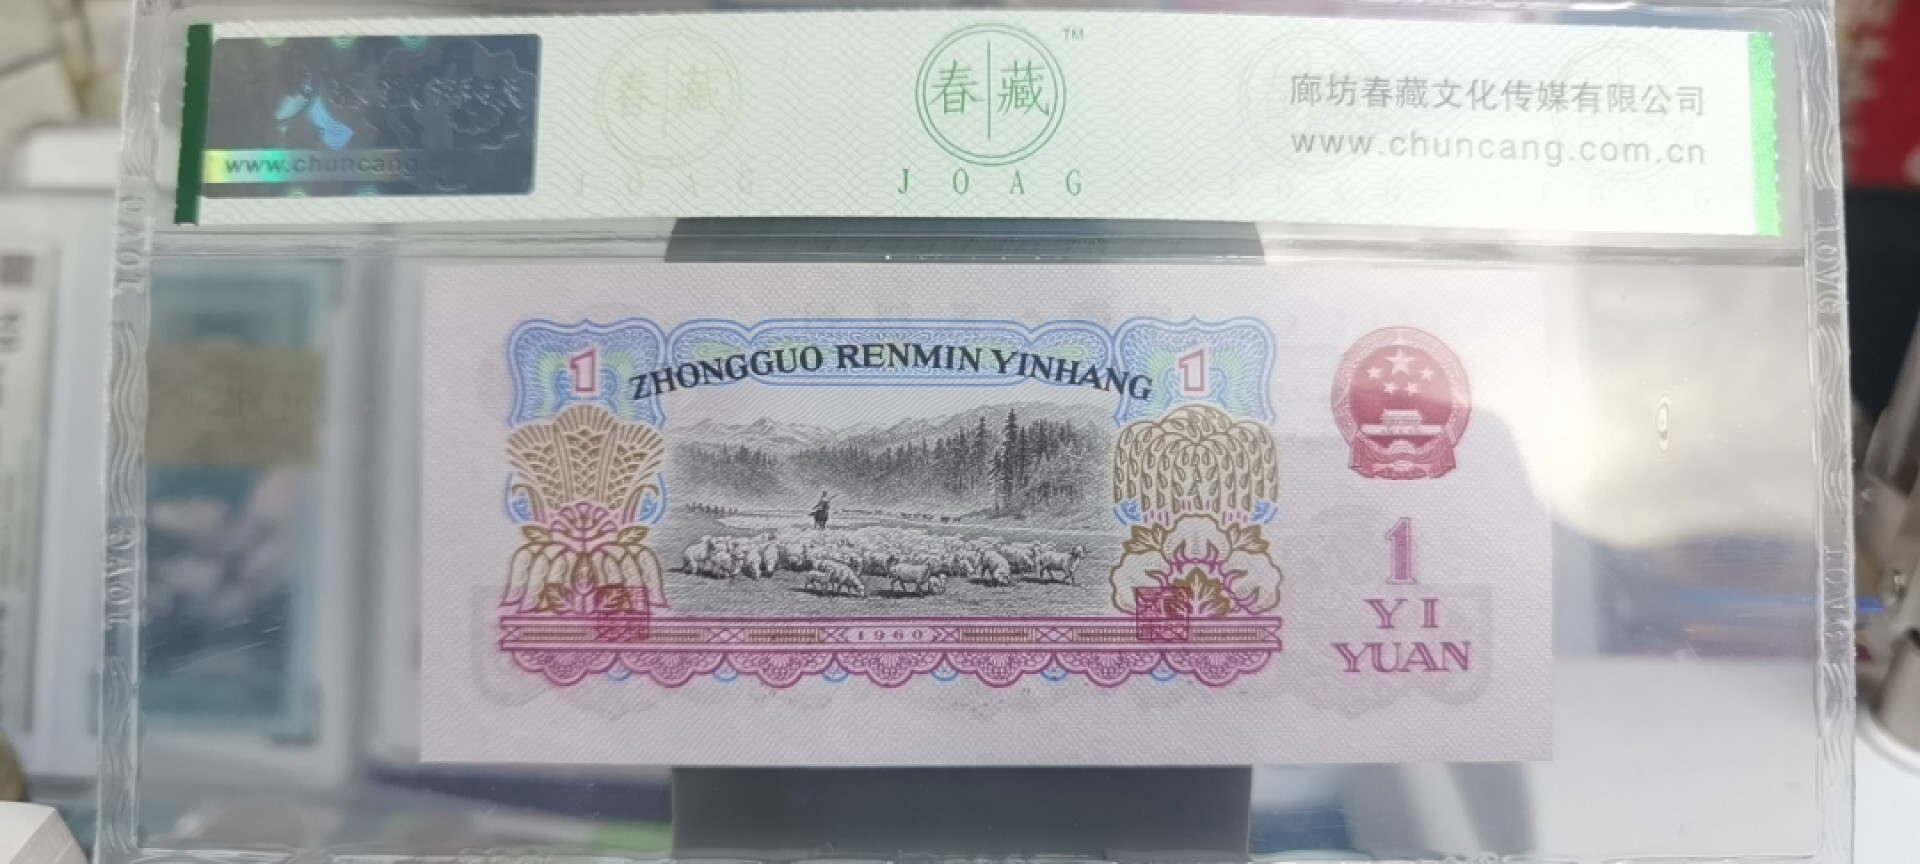 春藏 TM
J O A G
廊坊春藏文化传媒有限公司
www.chuncang.com.cn
www.chuncang
ZHONGGUO RENMIN YINHANG
1
1
1960
1
YI
YUAN